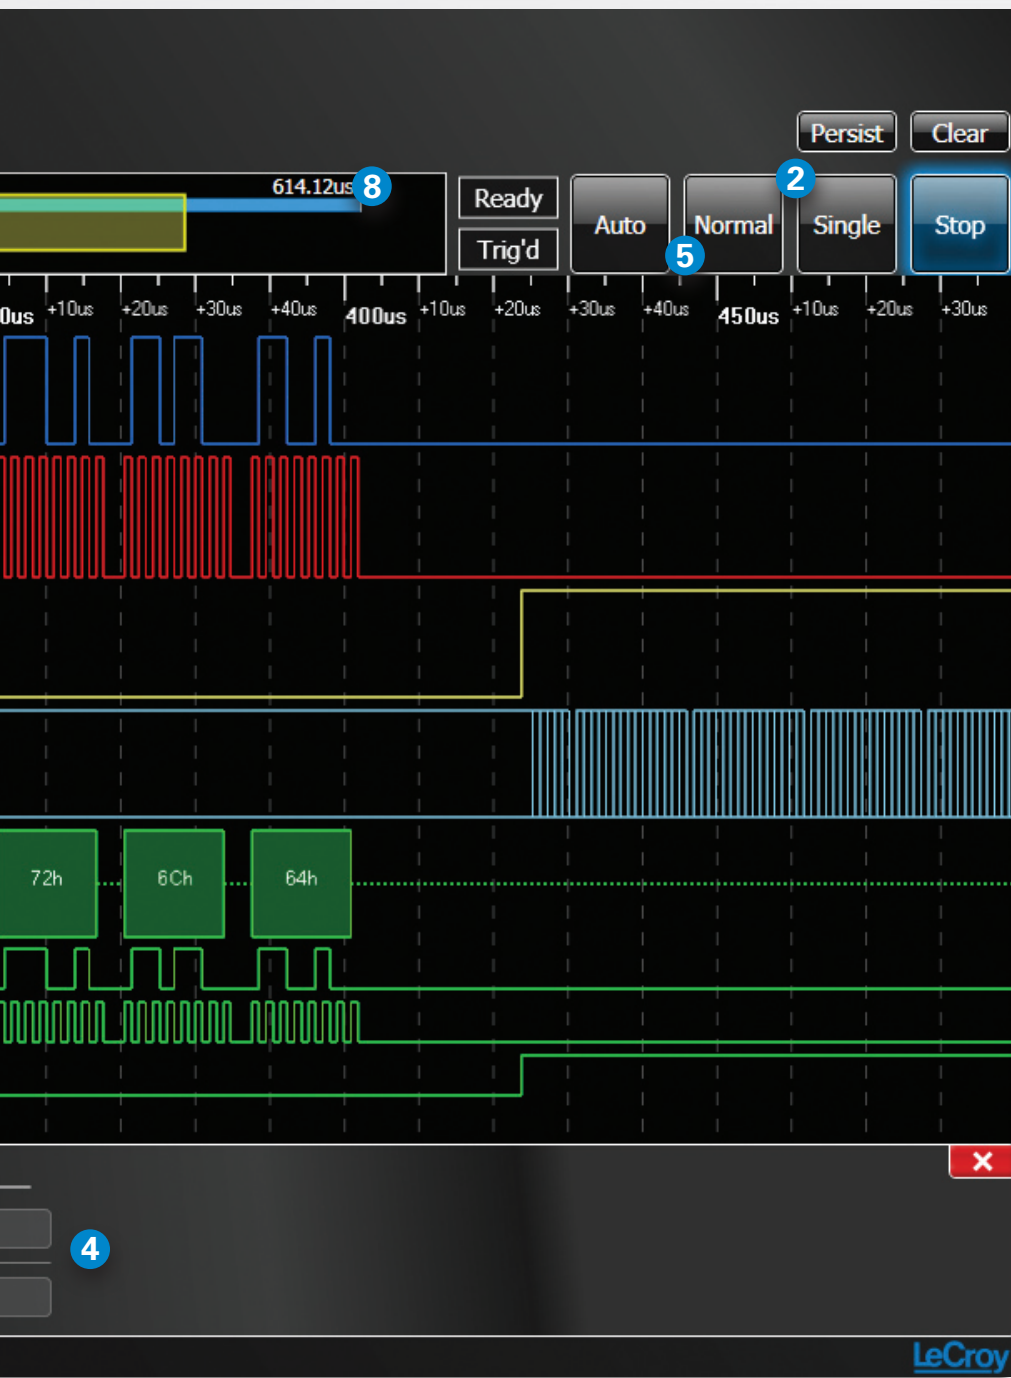 Persist Clear
614.12us 8
2
Ready
Auto Normal Single Stop
Trig'd
5
0us +10us +20us +30us +40us 400us +10us +20us +30us +40us 450us +10us +20us +30us
72h 6Ch 64h
4
LeCroy